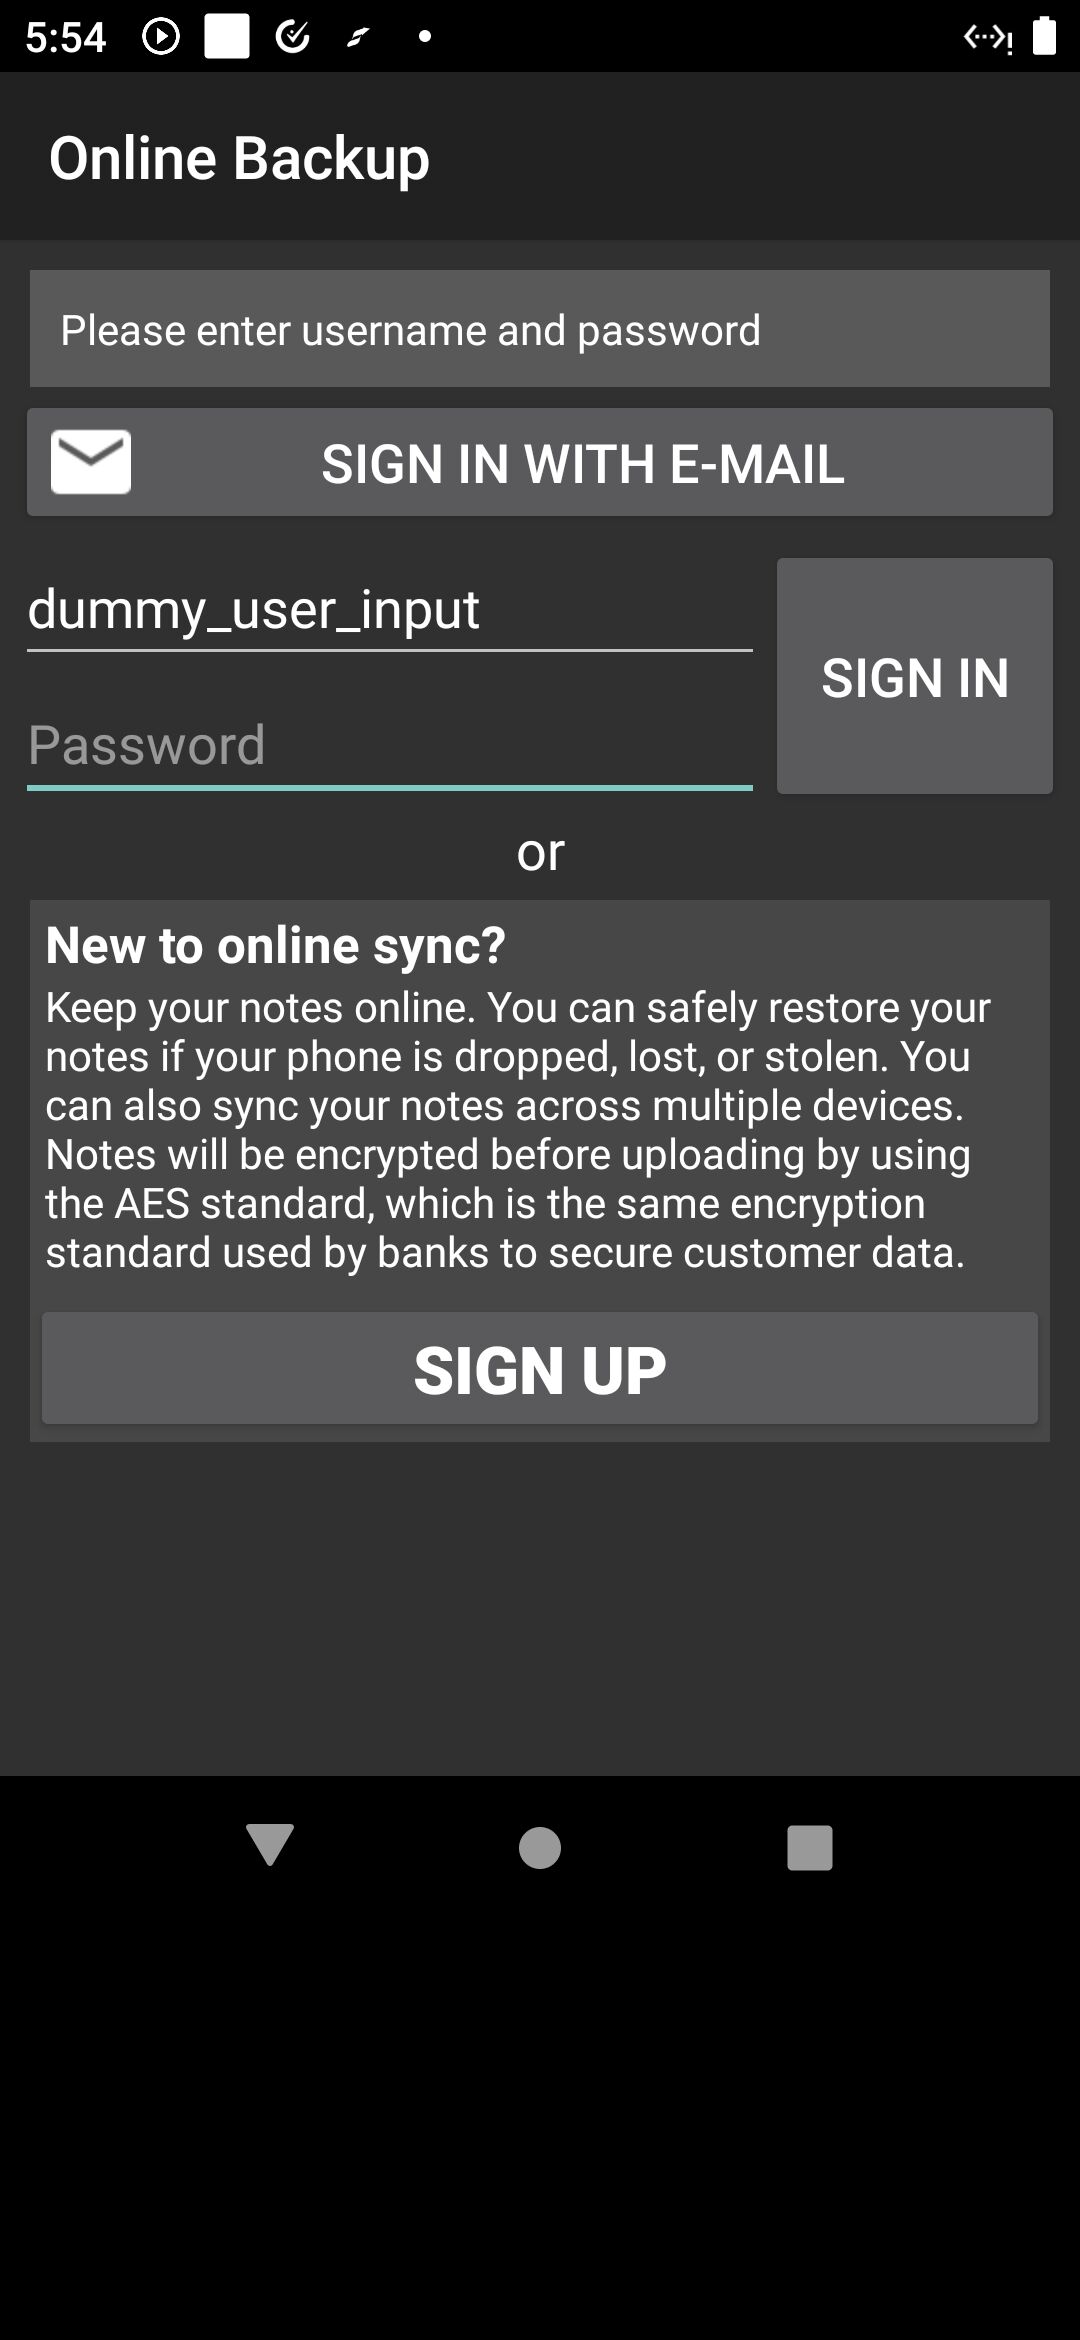 5:54
Online Backup
Please enter username and password
SIGN IN WITH E-MAIL
dummy_user_input
SIGN IN
Password
or
New to online sync?
Keep your notes online. You can safely restore your
notes if your phone is dropped, lost, or stolen. You
can also sync your notes across multiple devices.
Notes will be encrypted before uploading by using
the AES standard, which is the same encryption
standard used by banks to secure customer data.
SIGN UP